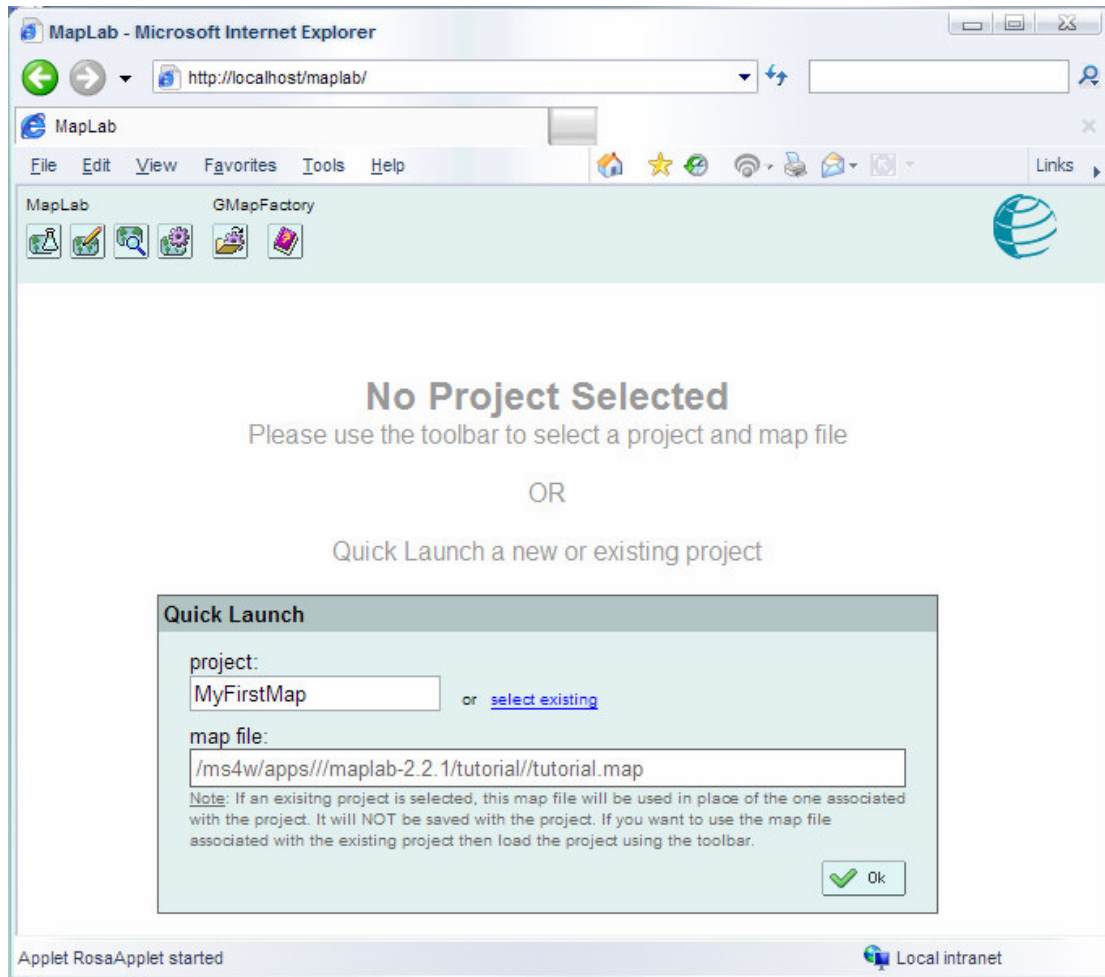 MapLab - Microsoft Internet Explorer
http://localhost/maplab/
MapLab
File Edit View Favorites Tools Help Links
MapLab GMapFactory
No Project Selected
Please use the toolbar to select a project and map file
OR
Quick Launch a new or existing project
Quick Launch
project:
MyFirstMap or select existing
map file:
/ms4w/apps///maplab-2.2.1/tutorial//tutorial.map
Note: If an exisitng project is selected, this map file will be used in place of the one associated
with the project. It will NOT be saved with the project. If you want to use the map file
associated with the existing project then load the project using the toolbar.
Ok
Applet RosaApplet started Local intranet